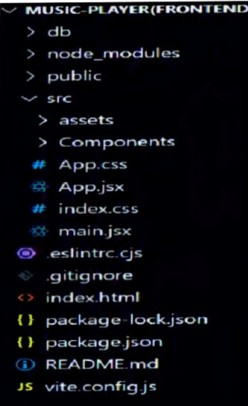 MUSIC-PLAYER(FRONTEND
db
node_modules
public
src
assets
Components
# App.css
App.jsx
# index.css
main.jsx
.eslintrc.cjs
.gitignore
<> index.html
{} package-lock.json
{} package.json
README.md
JS vite.config.js